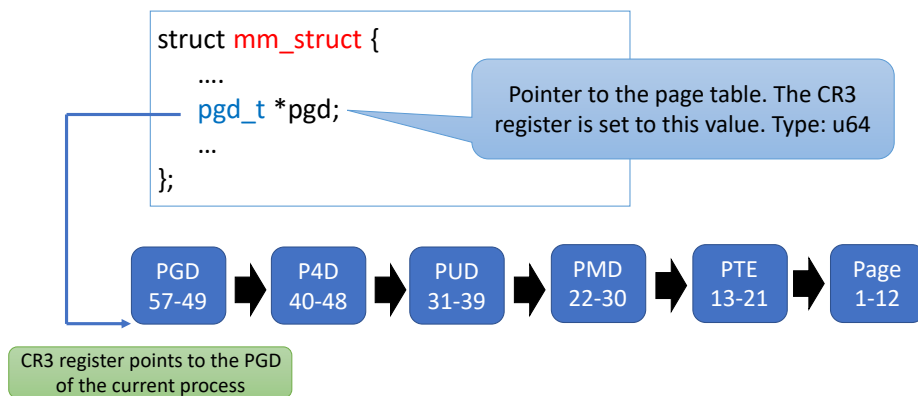 struct mm_struct {
....
pgd_t *pgd;
...
};
Pointer to the page table. The CR3
register is set to this value. Type: u64
PGD
57-49
P4D
40-48
PUD
31-39
PMD
22-30
PTE
13-21
Page
1-12
CR3 register points to the PGD
of the current process